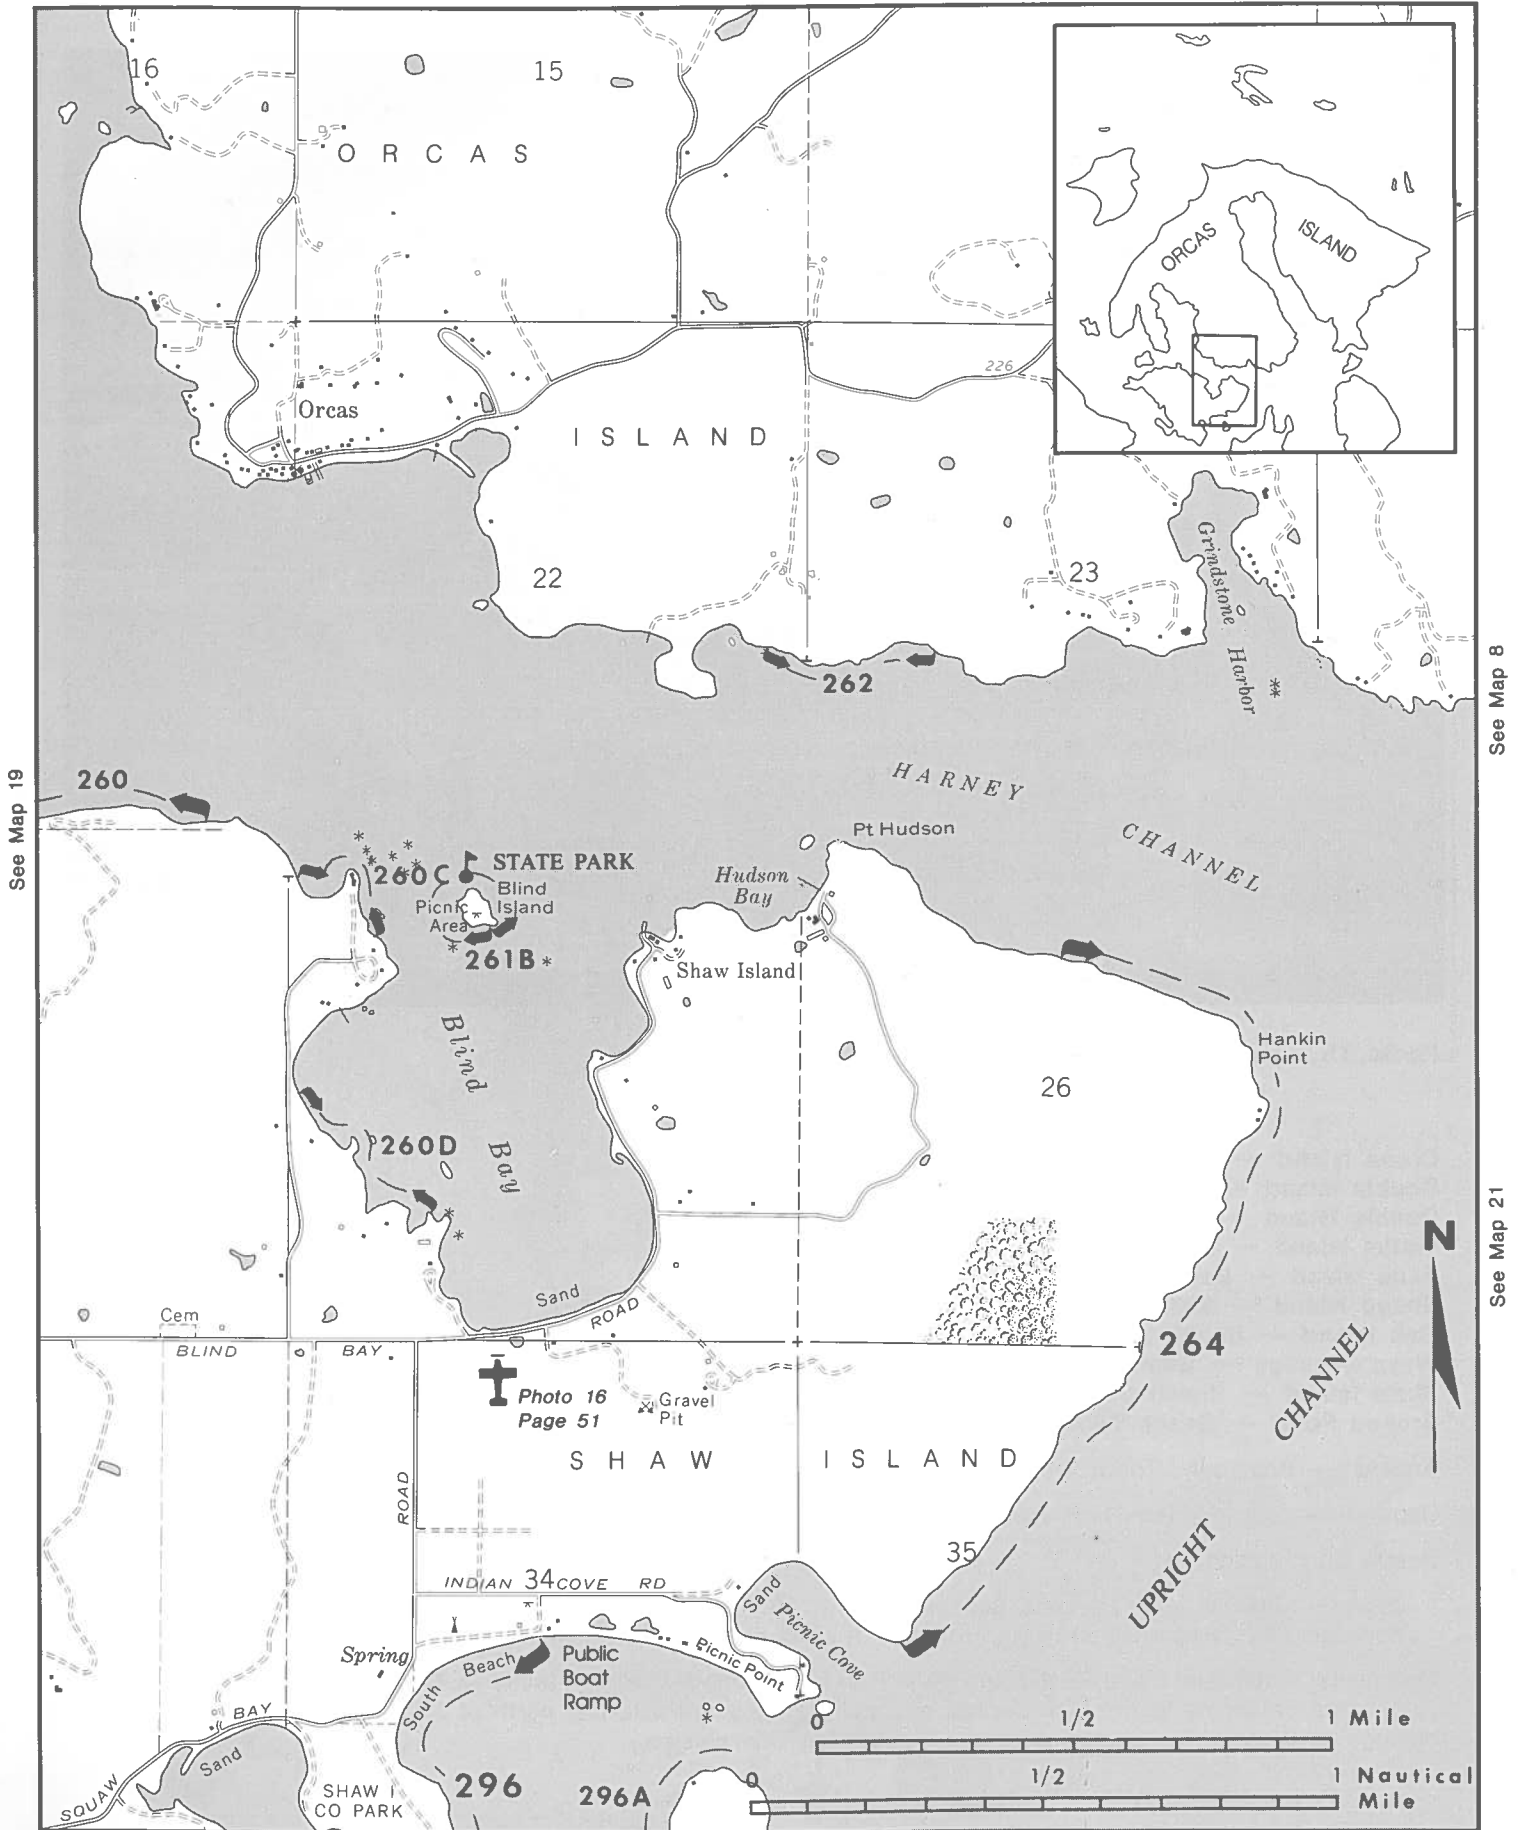 16
15
ORCAS
ORCAS
ISLAND
226
Orcas
ISLAND
22
23
Grindstone Harbor
262
See Map 8
See Map 19
260
HARNEY
CHANNEL
Pt Hudson
STATE PARK
260C
Blind
Island
Picnic
Area
261B
Hudson
Bay
Shaw Island
Blind
Bay
Hankin
Point
26
260D
See Map 21
N
Sand
ROAD
Cem
BLIND BAY
264
CHANNEL
Photo 16
Page 51
Gravel
Pit
SHAW ISLAND
ROAD
35
UPRIGHT
INDIAN COVE RD
34
Sand
Picnic Cove
Spring
South Beach
Public
Boat
Ramp
Picnic Point
BAY
Sand
SQUAW
SHAW I
CO PARK
296
296A
0 1/2 1 Mile
0 1/2 1 Nautical
Mile